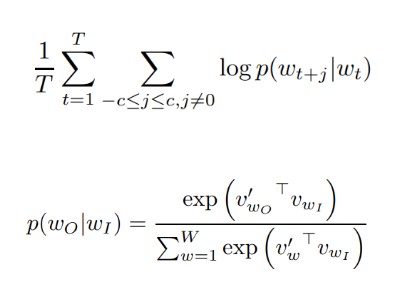 \frac{1}{T} \sum_{t=1}^{T} \sum_{-c \leq j \leq c, j \neq 0} \log p(w_{t+j}|w_t)
p(w_O|w_I) = \frac{\exp\left({v'_{w_O}}^{\top} v_{w_I}\right)}{\sum_{w=1}^{W} \exp\left({v'_w}^{\top} v_{w_I}\right)}